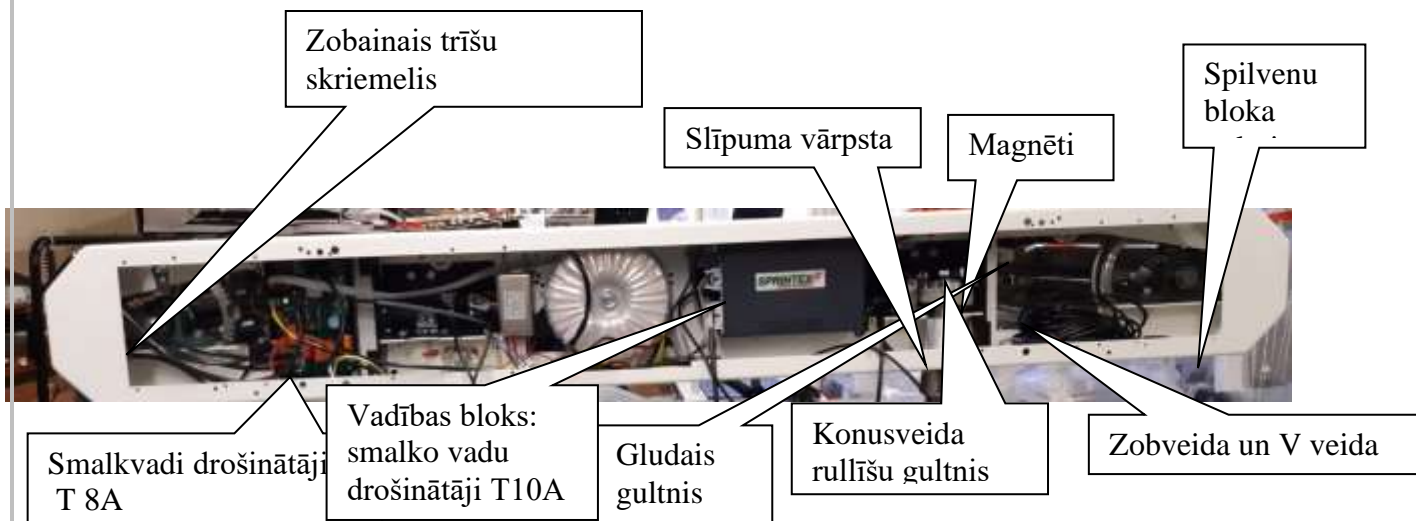 Zobainais trīšu
skriemelis
Spilvenu
bloka
Slīpuma vārpsta
Magnēti
SPRINTEX
Smalkvadi drošinātāji
T 8A
Vadības bloks:
smalko vadu
drošinātāji T10A
Gludais
gultnis
Konusveida
rullīšu gultnis
Zobveida un V veida